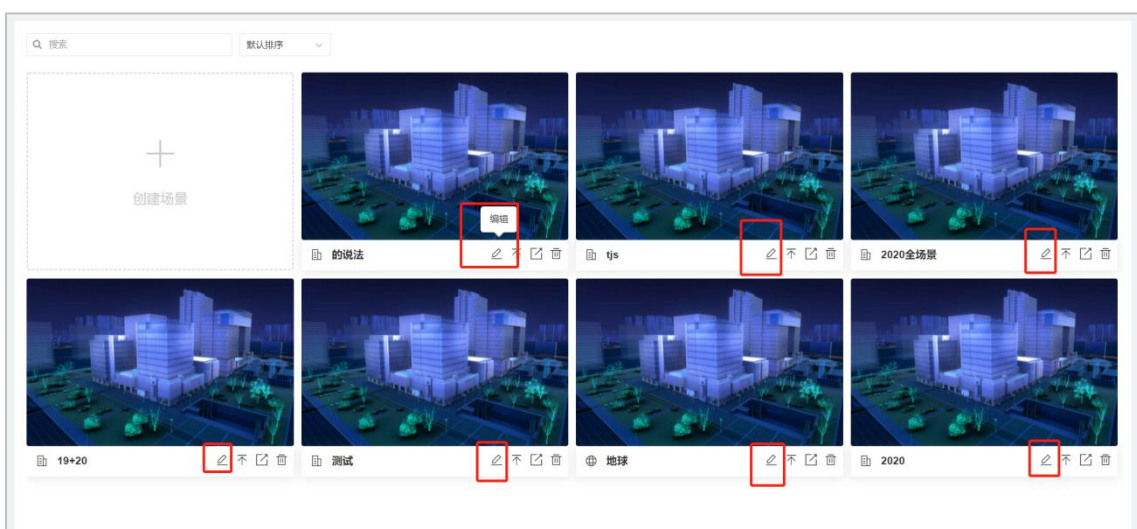 搜索
默认排序
创建场景
编辑
的说法
tjs
2020全场景
19+20
测试
地球
2020